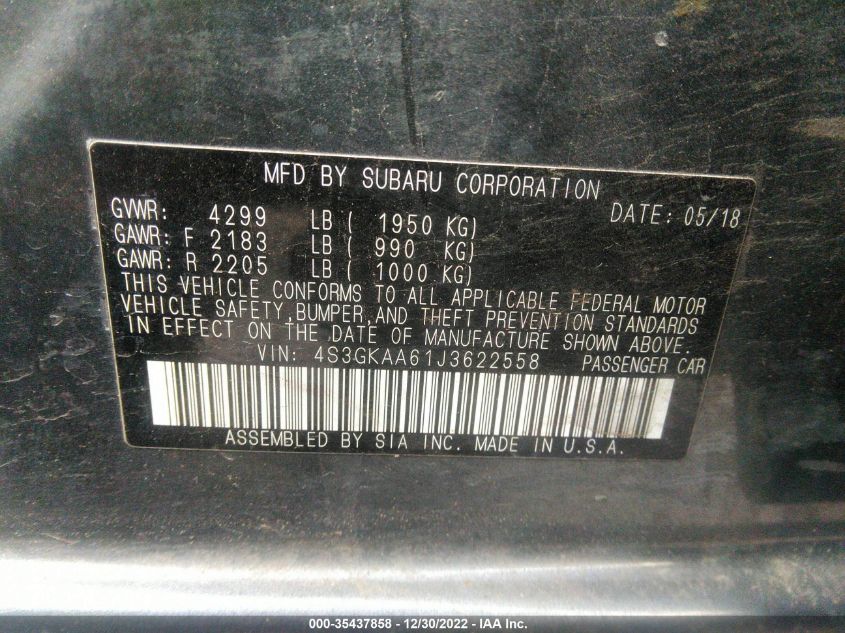 MFD BY SUBARU CORPORATION
GVWR: 4299 LB ( 1950 KG) DATE: 05/18
GAWR: F 2183 LB ( 990 KG)
GAWR: R 2205 LB ( 1000 KG)
THIS VEHICLE CONFORMS TO ALL APPLICABLE FEDERAL MOTOR
VEHICLE SAFETY, BUMPER, AND THEFT PREVENTION STANDARDS
IN EFFECT ON THE DATE OF MANUFACTURE SHOWN ABOVE.
VIN: 4S3GKAA61J3622558 PASSENGER CAR
ASSEMBLED BY SIA INC. MADE IN U.S.A.
000-35437858 - 12/30/2022 - IAA Inc.